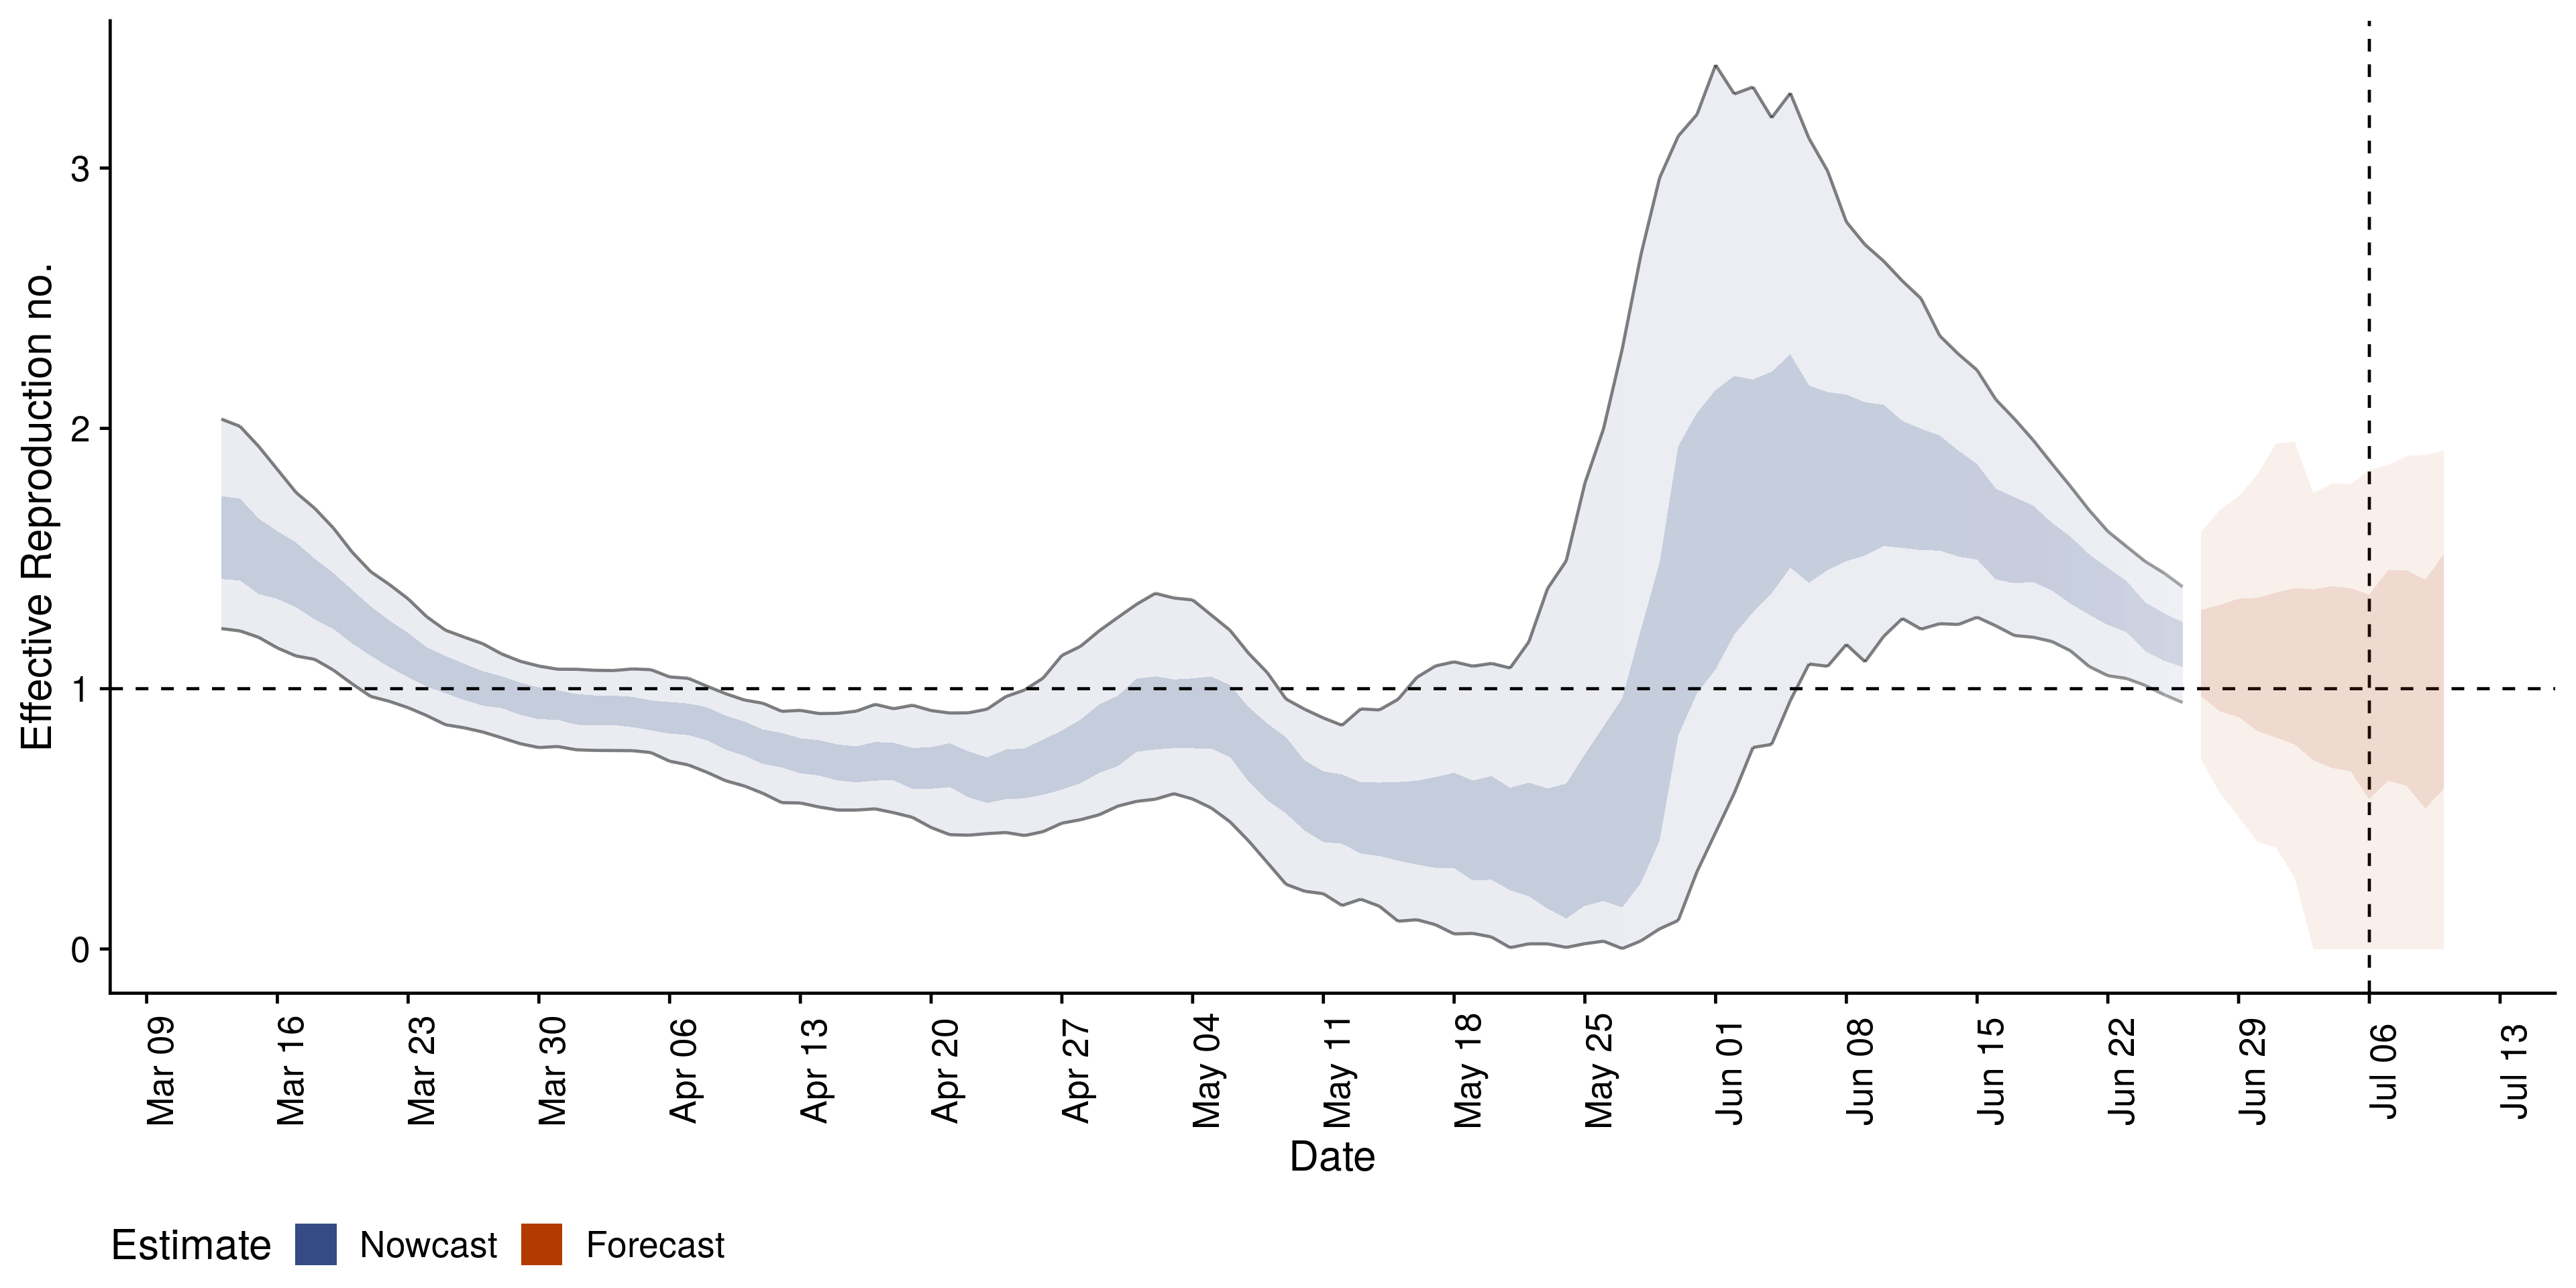 Effective Reproduction no.
3
2
1
0
Mar 09
Mar 16
Mar 23
Mar 30
Apr 06
Apr 13
Apr 20
Apr 27
May 04
May 11
May 18
May 25
Jun 01
Jun 08
Jun 15
Jun 22
Jun 29
Jul 06
Jul 13
Date
Estimate Nowcast Forecast